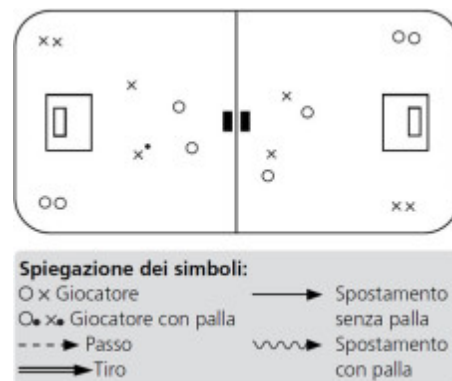 Spiegazione dei simboli:
O x Giocatore
O• x• Giocatore con palla
Passo
Tiro
Spostamento
senza palla
Spostamento
con palla